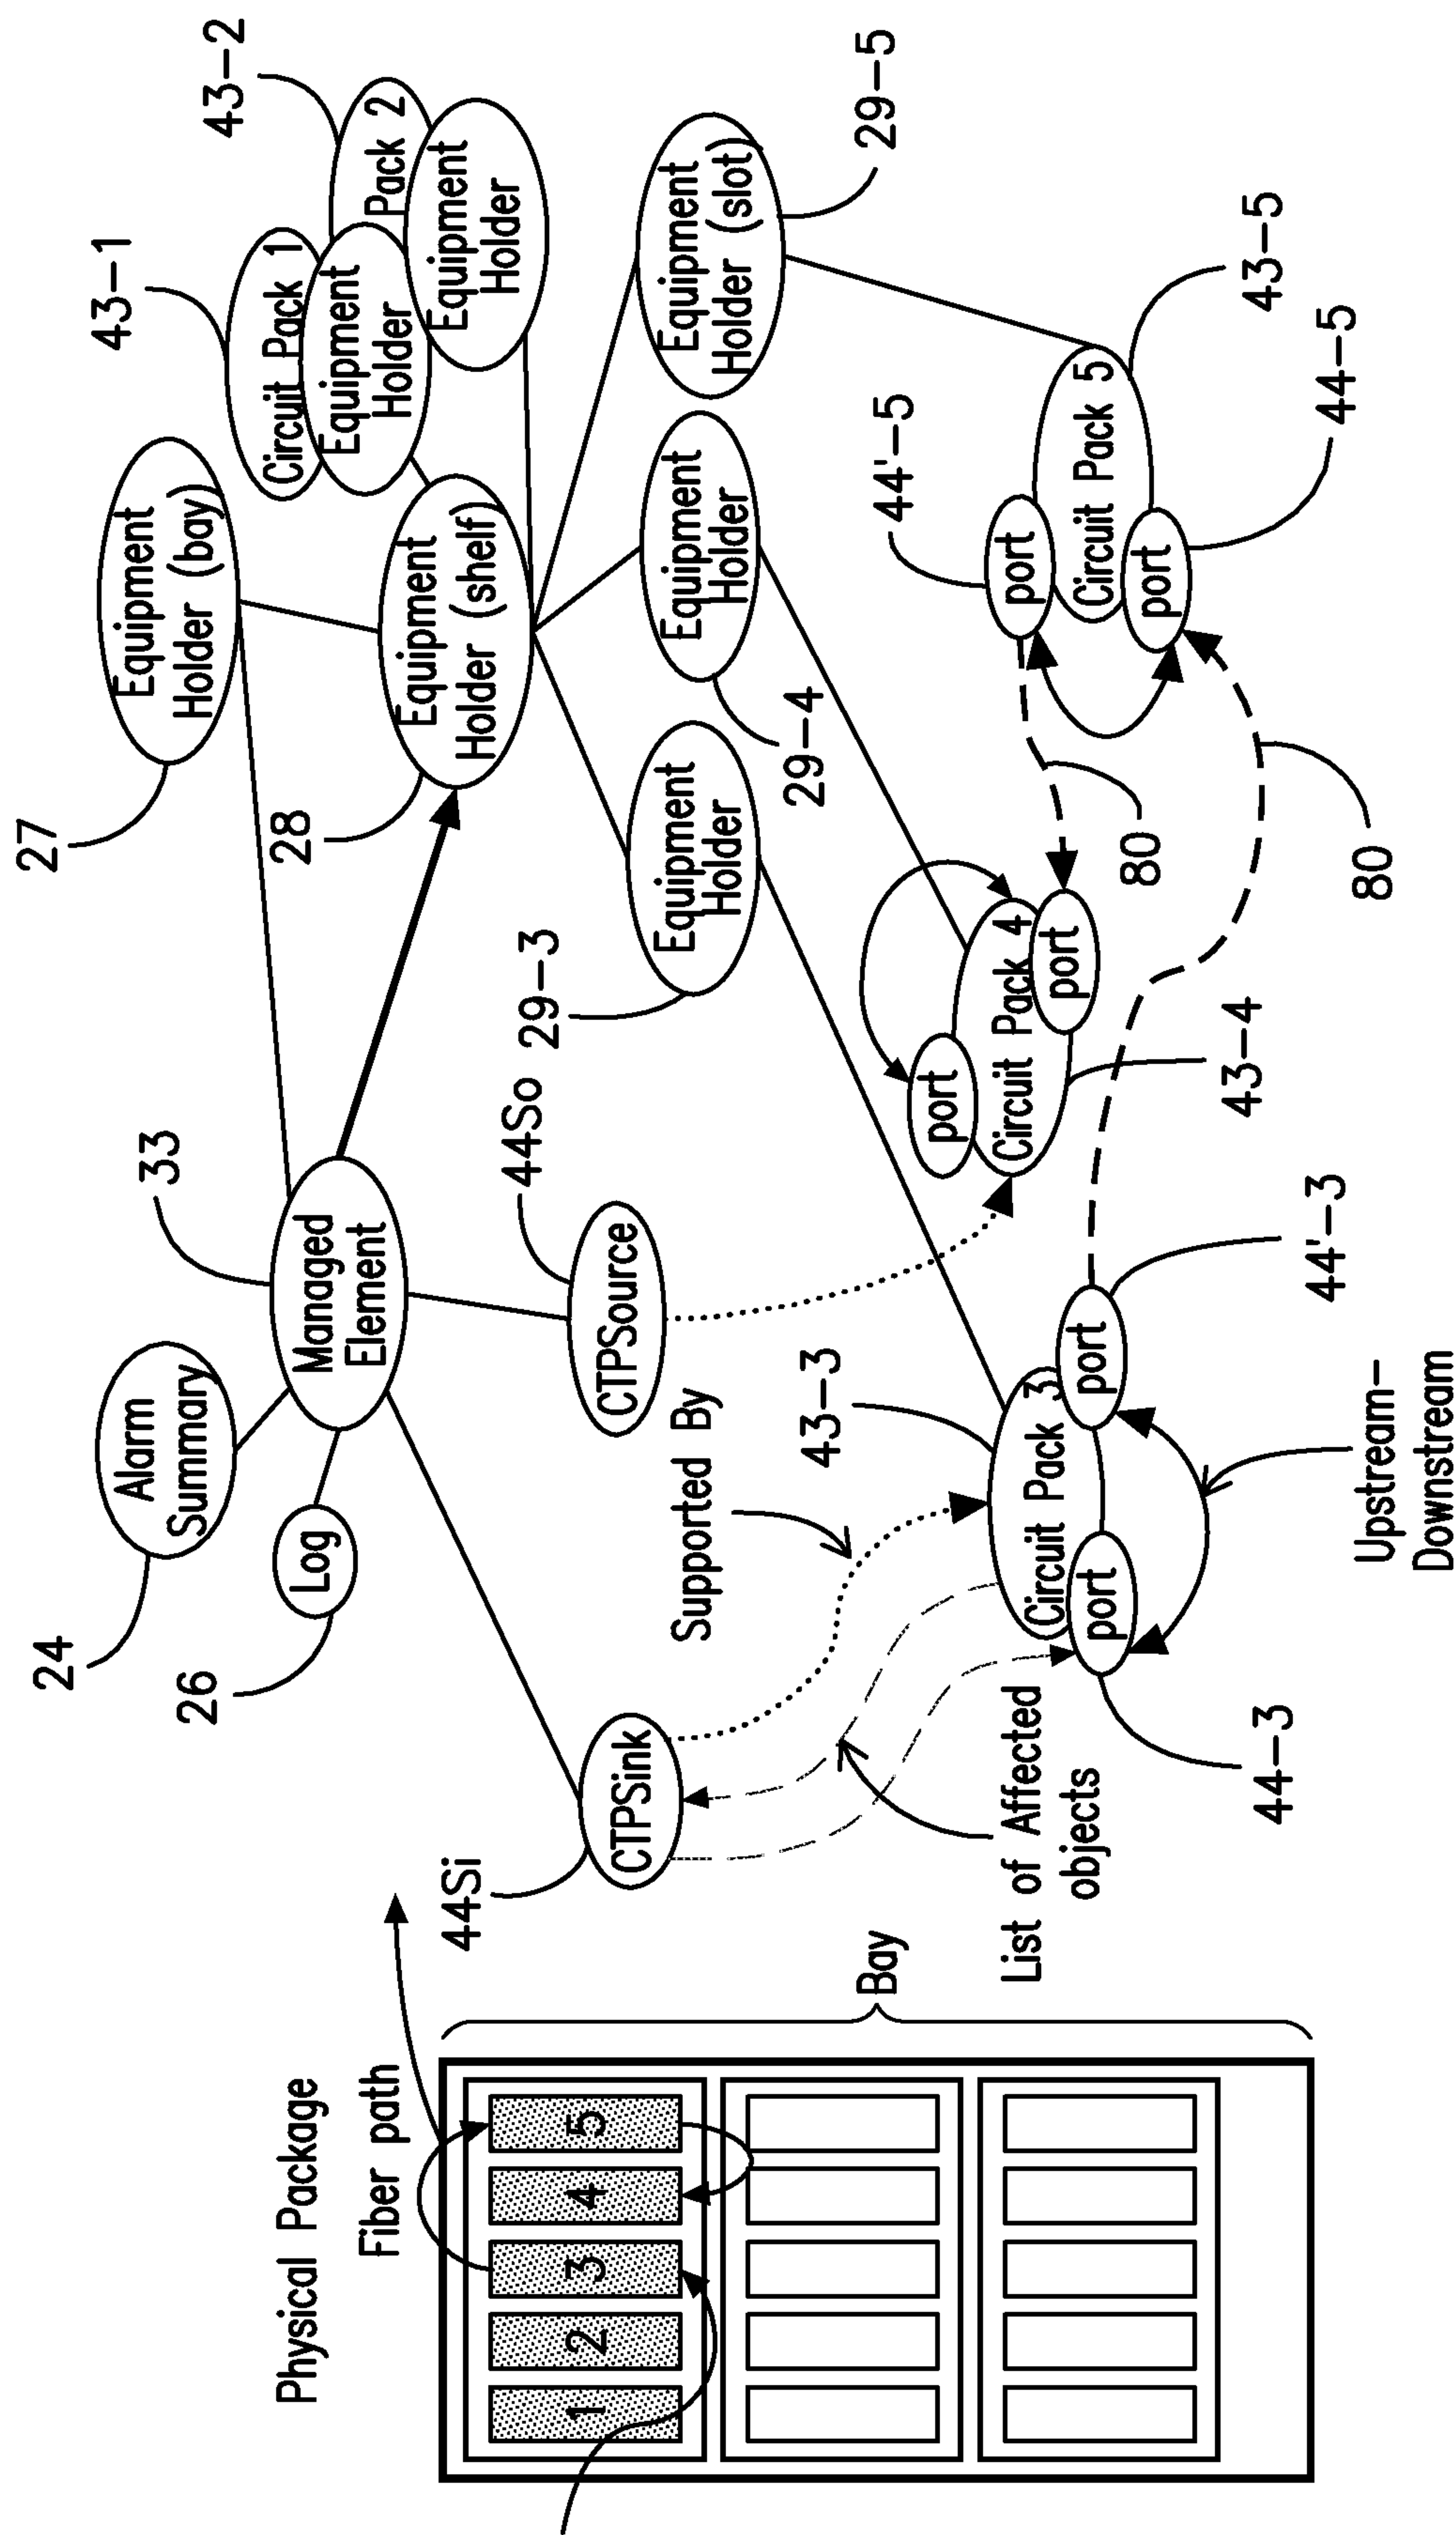 Physical Package
Fiber path
1
2
3
4
5
Bay
24
Alarm
Summary
33
26
Log
Managed
Element
27
Equipment
Holder (bay)
43-1
43-2
Circuit Pack 1
Pack 2
Equipment
Holder
Equipment
Holder
28
Equipment
Holder (shelf)
44Si
CTPSink
44So
CTPSource
29-3
Equipment
Holder
29-4
Equipment
Holder
29-5
Equipment
Holder (slot)
Supported By
43-3
Circuit Pack 3
port
port
44-3
44'-3
List of Affected
objects
Upstream-
Downstream
port
Circuit Pack 4
port
43-4
80
80
44'-5
port
Circuit Pack 5
port
43-5
44-5